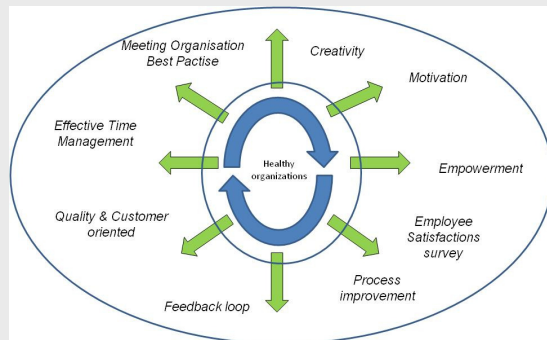 Meeting Organisation
Best Pactise
Creativity
Motivation
Effective Time
Management
Healthy
organizations
Empowerment
Quality & Customer
oriented
Employee
Satisfactions
survey
Process
improvement
Feedback loop